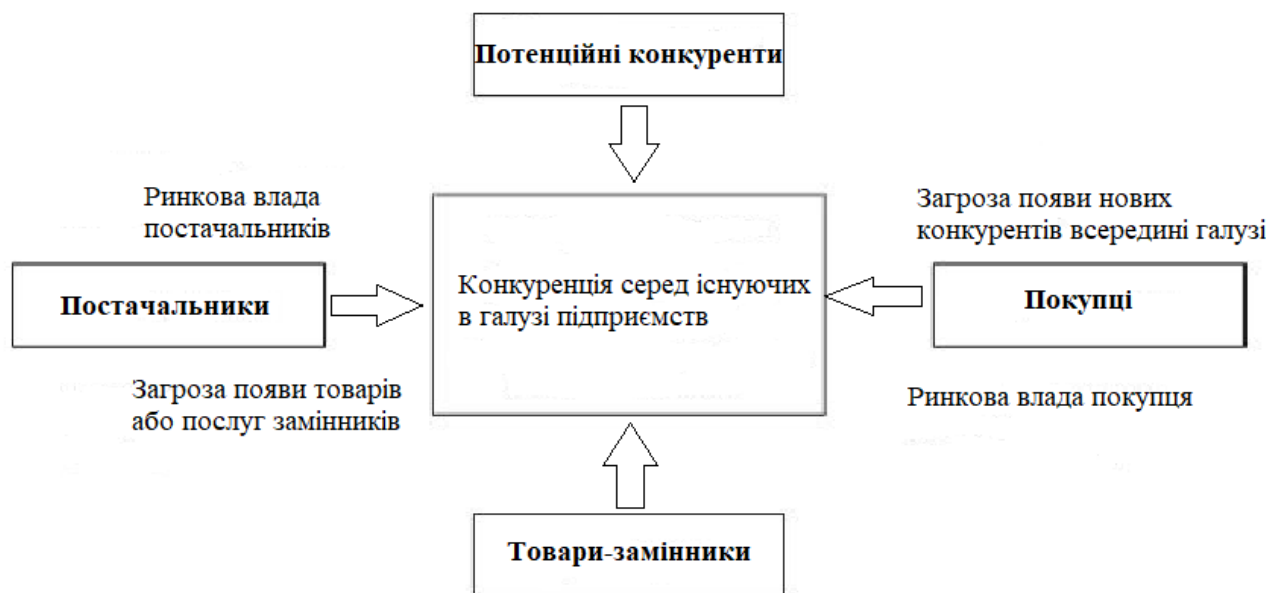 Потенційні конкуренти
Ринкова влада
постачальників
Загроза появи нових
конкурентів всередині галузі
Постачальники
Конкуренція серед існуючих
в галузі підприємств
Покупці
Загроза появи товарів
або послуг замінників
Ринкова влада покупця
Товари-замінники